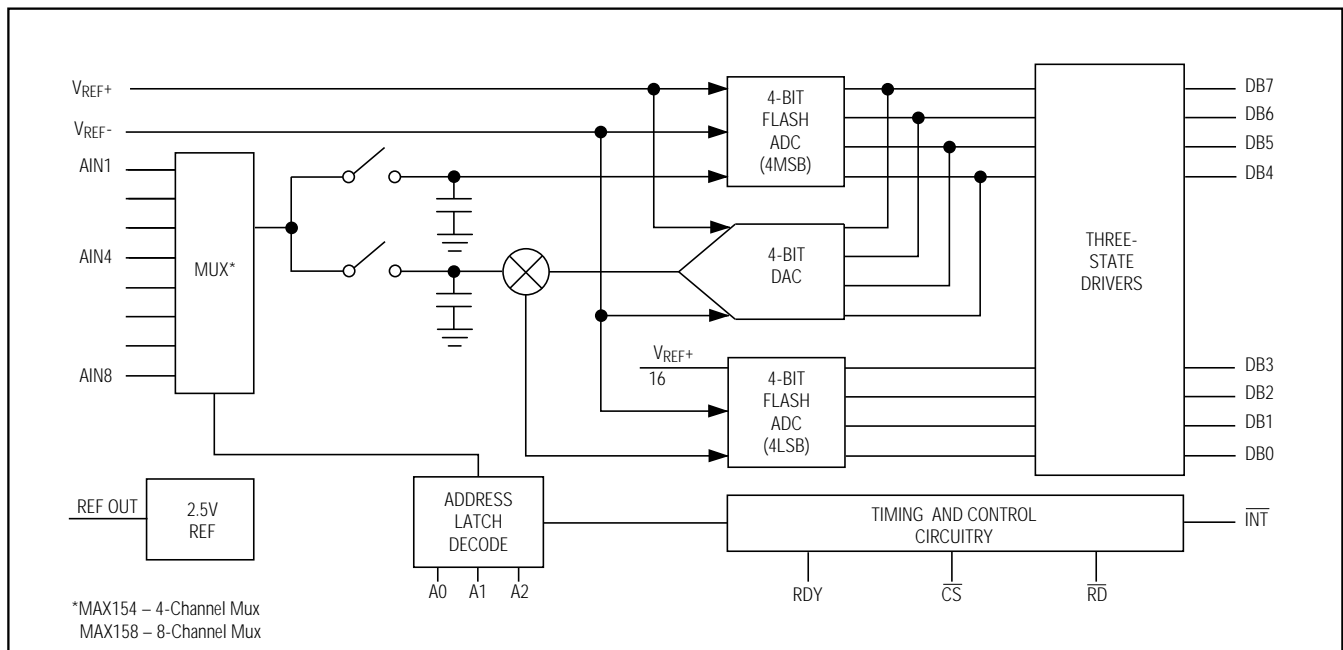 VREF+
VREF-
AIN1
AIN4
AIN8
MUX*
4-BIT
FLASH
ADC
(4MSB)
4-BIT
DAC
VREF+
16
4-BIT
FLASH
ADC
(4LSB)
THREE-
STATE
DRIVERS
DB7
DB6
DB5
DB4
DB3
DB2
DB1
DB0
REF OUT
2.5V
REF
ADDRESS
LATCH
DECODE
A0 A1 A2
TIMING AND CONTROL
CIRCUITRY
INT
RDY CS RD
*MAX154 – 4-Channel Mux
MAX158 – 8-Channel Mux